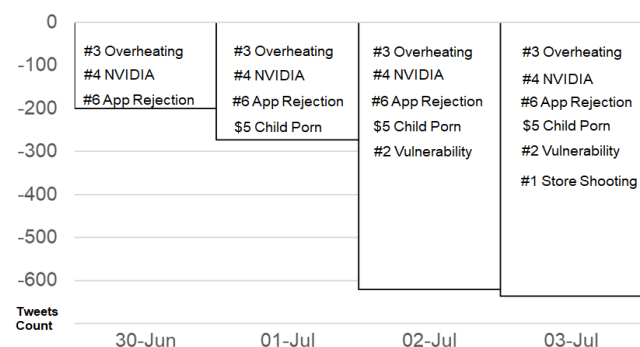 0
-100
-200
-300
-400
-500
-600
Tweets
Count
#3 Overheating
#4 NVIDIA
#6 App Rejection
#3 Overheating
#4 NVIDIA
#6 App Rejection
$5 Child Porn
#3 Overheating
#4 NVIDIA
#6 App Rejection
$5 Child Porn
#2 Vulnerability
#3 Overheating
#4 NVIDIA
#6 App Rejection
$5 Child Porn
#2 Vulnerability
#1 Store Shooting
30-Jun
01-Jul
02-Jul
03-Jul